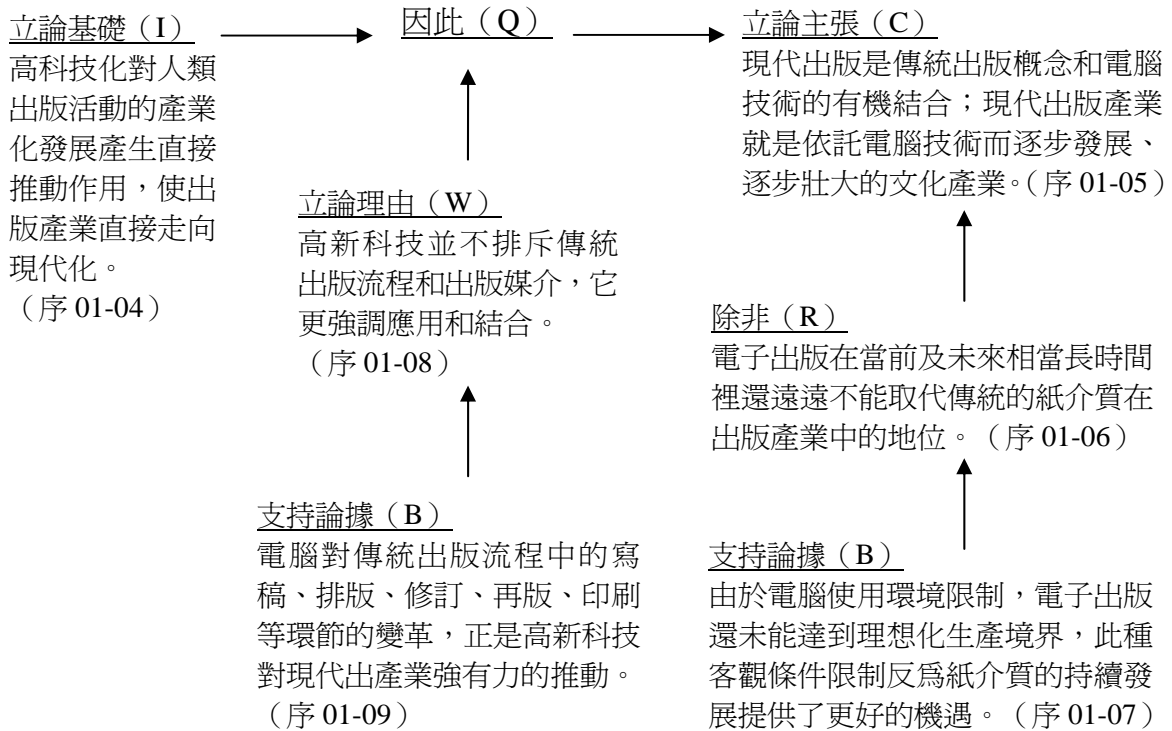 立論基礎（I）
高科技化對人類
出版活動的產業
化發展產生直接
推動作用，使出
版產業直接走向
現代化。
（序 01-04）
因此（Q）
立論主張（C）
現代出版是傳統出版概念和電腦
技術的有機結合；現代出版產業
就是依託電腦技術而逐步發展、
逐步壯大的文化產業。（序 01-05）
立論理由（W）
高新科技並不排斥傳統
出版流程和出版媒介，它
更強調應用和結合。
（序 01-08）
除非（R）
電子出版在當前及未來相當長時間
裡還遠遠不能取代傳統的紙介質在
出版產業中的地位。（序 01-06）
支持論據（B）
電腦對傳統出版流程中的寫
稿、排版、修訂、再版、印刷
等環節的變革，正是高新科技
對現代出產業強有力的推動。
（序 01-09）
支持論據（B）
由於電腦使用環境限制，電子出版
還未能達到理想化生產境界，此種
客觀條件限制反為紙介質的持續發
展提供了更好的機遇。（序 01-07）